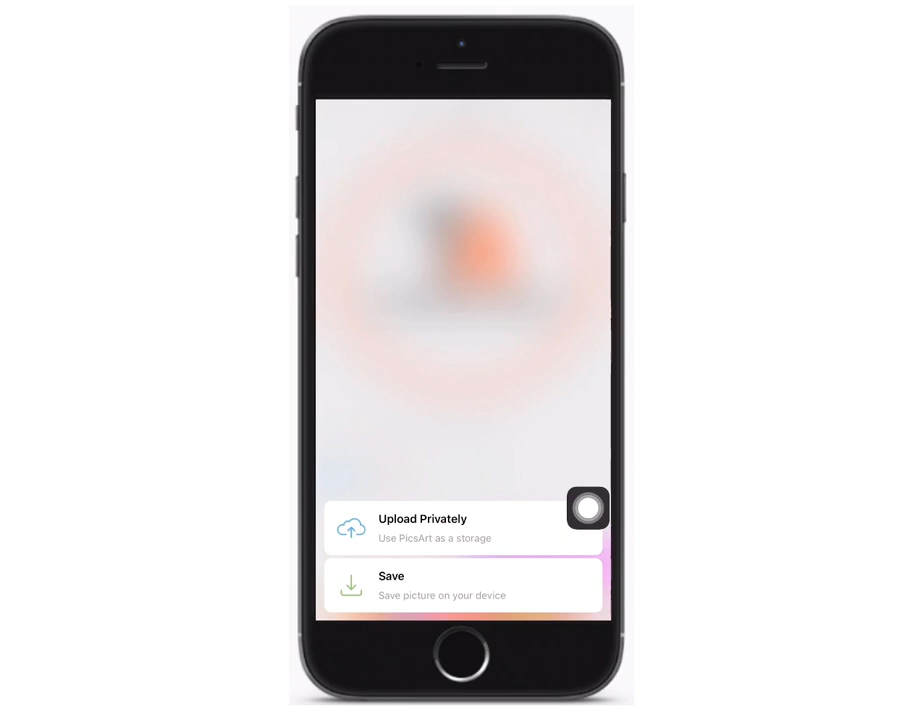 Upload Privately
Use PicsArt as a storage
Save
Save picture on your device